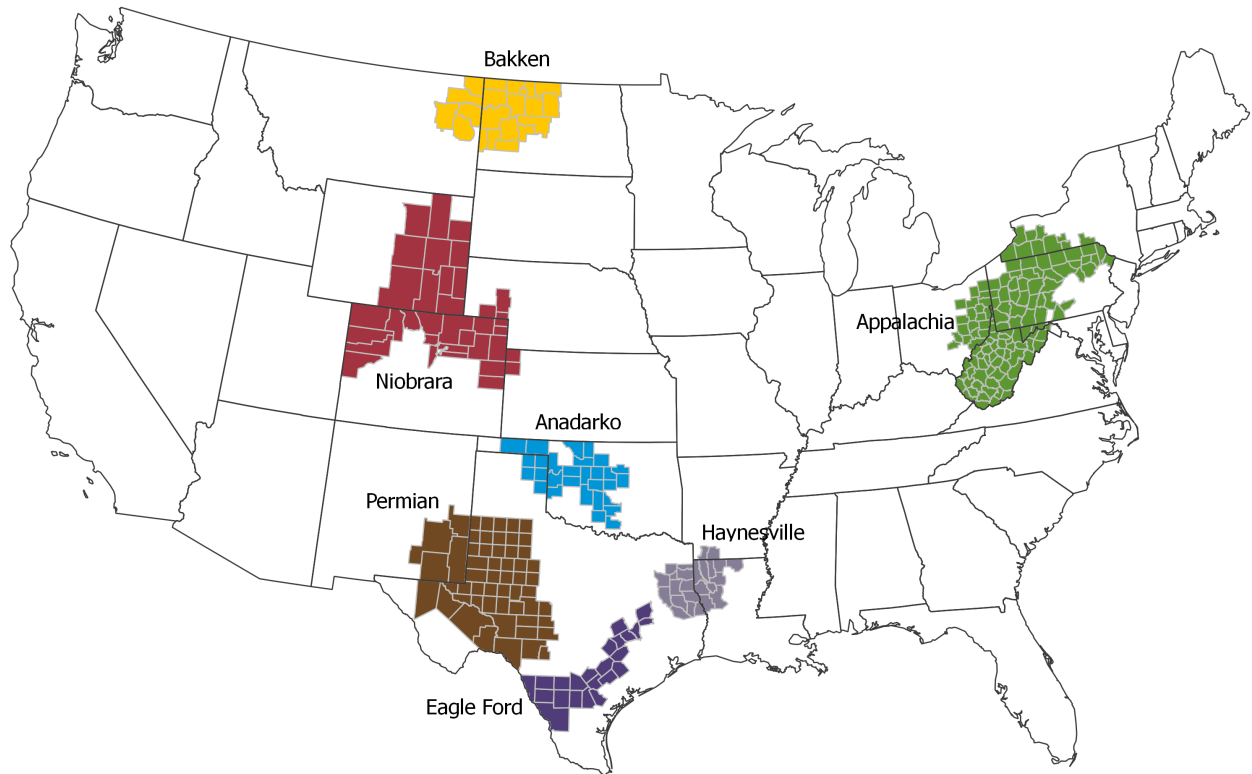 Bakken
Appalachia
Niobrara
Anadarko
Permian
Haynesville
Eagle Ford